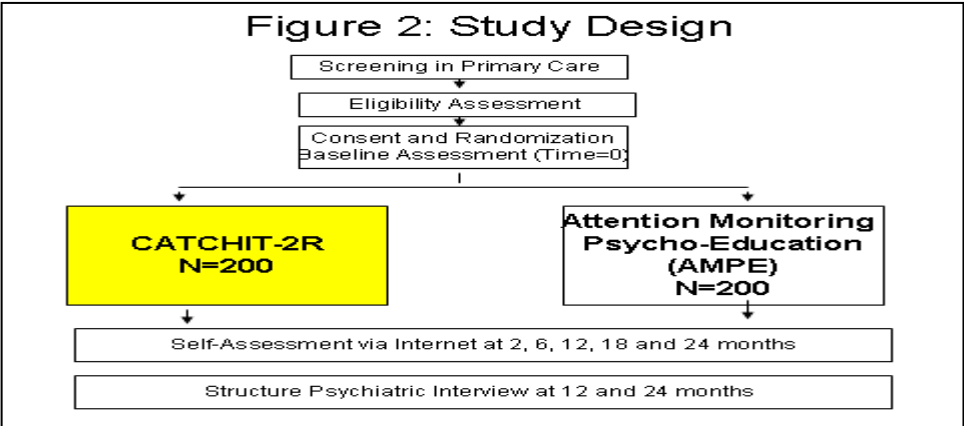 Figure 2: Study Design
Screening in Primary Care
Eligibility Assessment
Consent and Randomization
Baseline Assessment (Time=0)
CATCHIT-2R
N=200
Attention Monitoring
Psycho-Education
(AMPE)
N=200
Self-Assessment via Internet at 2, 6, 12, 18 and 24 months
Structure Psychiatric Interview at 12 and 24 months